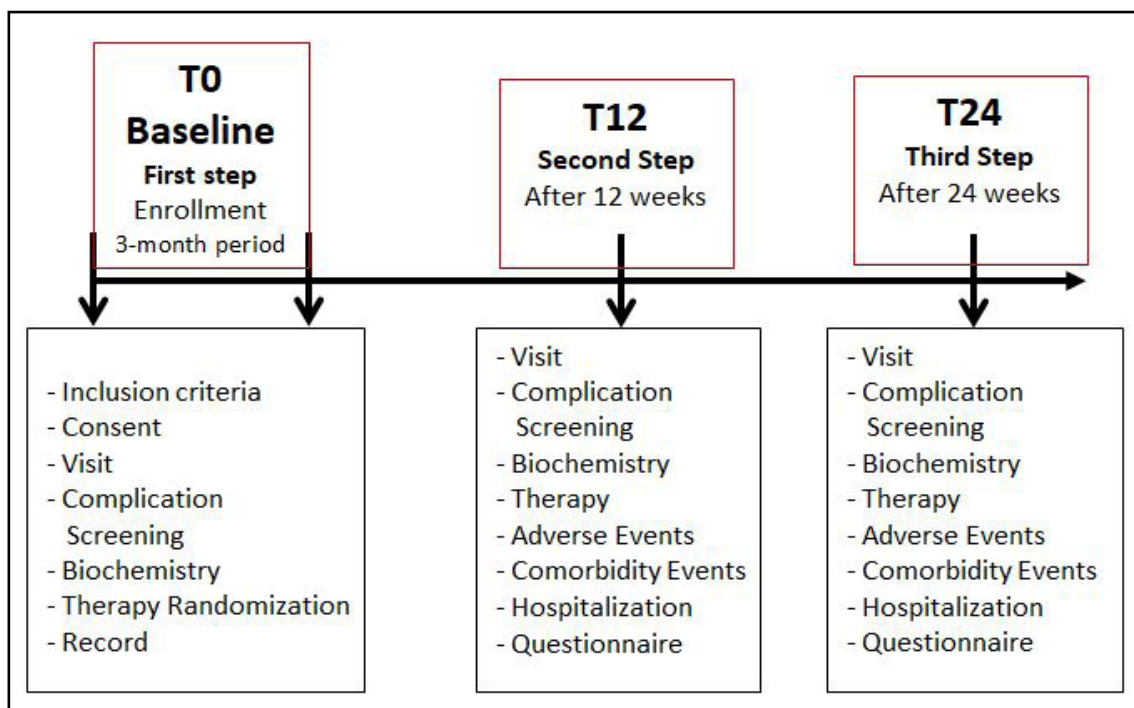 T0
Baseline
First step
Enrollment
3-month period
T12
Second Step
After 12 weeks
T24
Third Step
After 24 weeks
- Inclusion criteria
- Consent
- Visit
- Complication
Screening
- Biochemistry
- Therapy Randomization
- Record
- Visit
- Complication
Screening
- Biochemistry
- Therapy
- Adverse Events
- Comorbidity Events
- Hospitalization
- Questionnaire
- Visit
- Complication
Screening
- Biochemistry
- Therapy
- Adverse Events
- Comorbidity Events
- Hospitalization
- Questionnaire